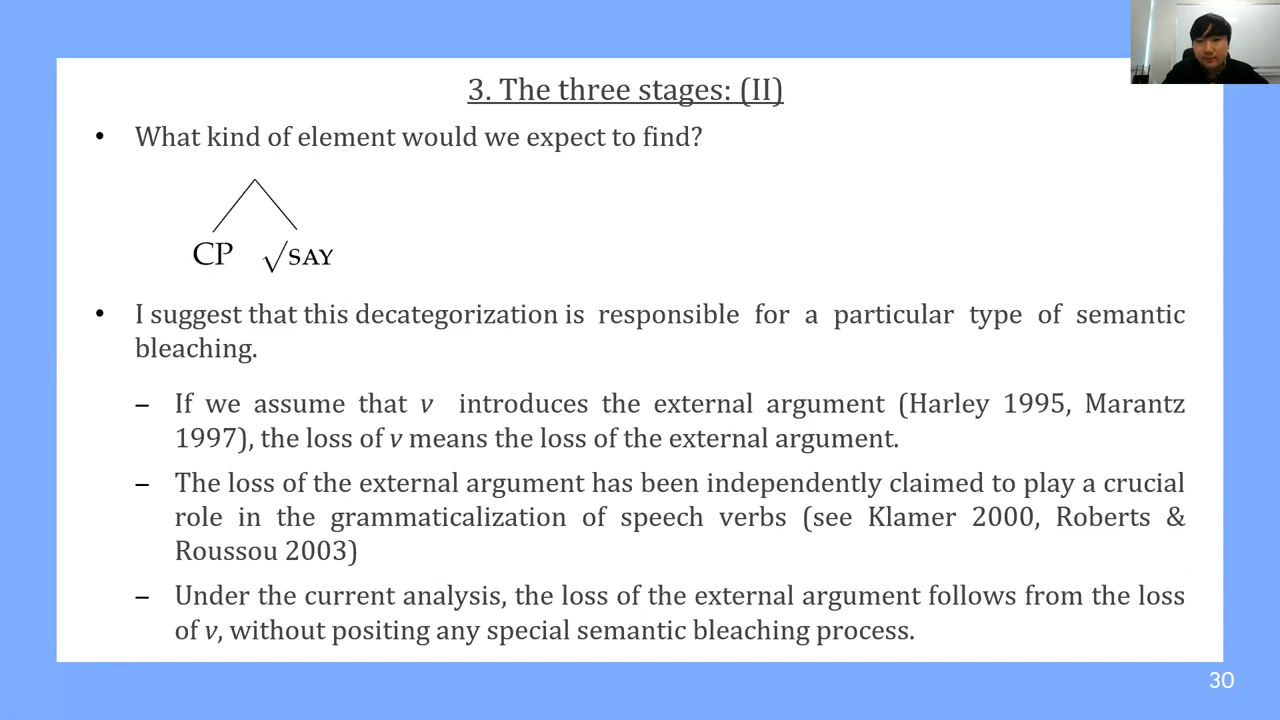 3. The three stages: (II)
• What kind of element would we expect to find?
CP √SAY
• I suggest that this decategorization is responsible for a particular type of semantic
bleaching.
– If we assume that v introduces the external argument (Harley 1995, Marantz
1997), the loss of v means the loss of the external argument.
– The loss of the external argument has been independently claimed to play a crucial
role in the grammaticalization of speech verbs (see Klamer 2000, Roberts &
Roussou 2003)
– Under the current analysis, the loss of the external argument follows from the loss
of v, without positing any special semantic bleaching process.
30